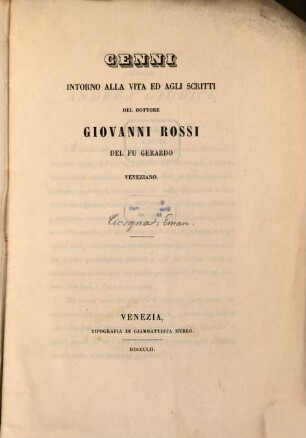 CENNI
INTORNO ALLA VITA ED AGLI SCRITTI
DEL DOTTORE
GIOVANNI ROSSI
DEL FU GERARDO
VENEZIANO.
Cicogna, Eman.
VENEZIA,
TIPOGRAFIA DI GIAMBATTISTA MERLO
MDCCCLII.